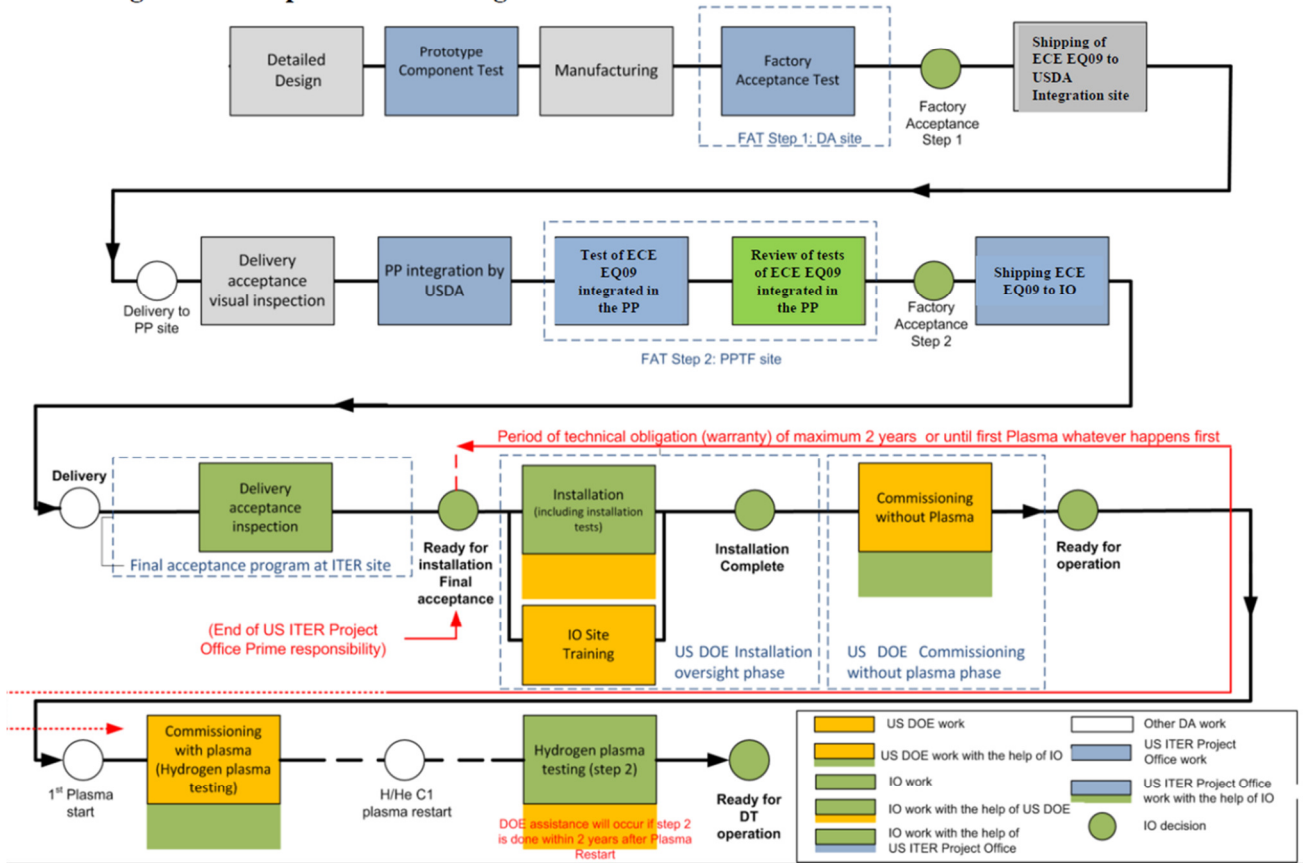 Detailed
Design
Prototype
Component Test
Manufacturing
Factory
Acceptance Test
FAT Step 1: DA site
Factory
Acceptance
Step 1
Shipping of
ECE EQ09 to
USDA
Integration site
Delivery to
PP site
Delivery
acceptance
visual inspection
PP integration by
USDA
Test of ECE
EQ09
integrated in
the PP
Review of tests
of ECE EQ09
integrated in
the PP
FAT Step 2: PPTF site
Factory
Acceptance
Step 2
Shipping ECE
EQ09 to IO
Period of technical obligation (warranty) of maximum 2 years or until first Plasma whatever happens first
Delivery
Delivery
acceptance
inspection
Final acceptance program at ITER site
Ready for
installation
Final
acceptance
(End of US ITER Project
Office Prime responsibility)
Installation
(including installation
tests)
IO Site
Training
US DOE Installation
oversight phase
Installation
Complete
Commissioning
without Plasma
US DOE Commissioning
without plasma phase
Ready for
operation
1st Plasma
start
Commissioning
with plasma
(Hydrogen plasma
testing)
H/He C1
plasma restart
Hydrogen plasma
testing (step 2)
DOE assistance will occur if step 2
is done within 2 years after Plasma
Restart
Ready for
DT
operation
US DOE work
US DOE work with the help of IO
IO work
IO work with the help of US DOE
IO work with the help of
US ITER Project Office
Other DA work
US ITER Project
Office work
US ITER Project Office
work with the help of IO
IO decision